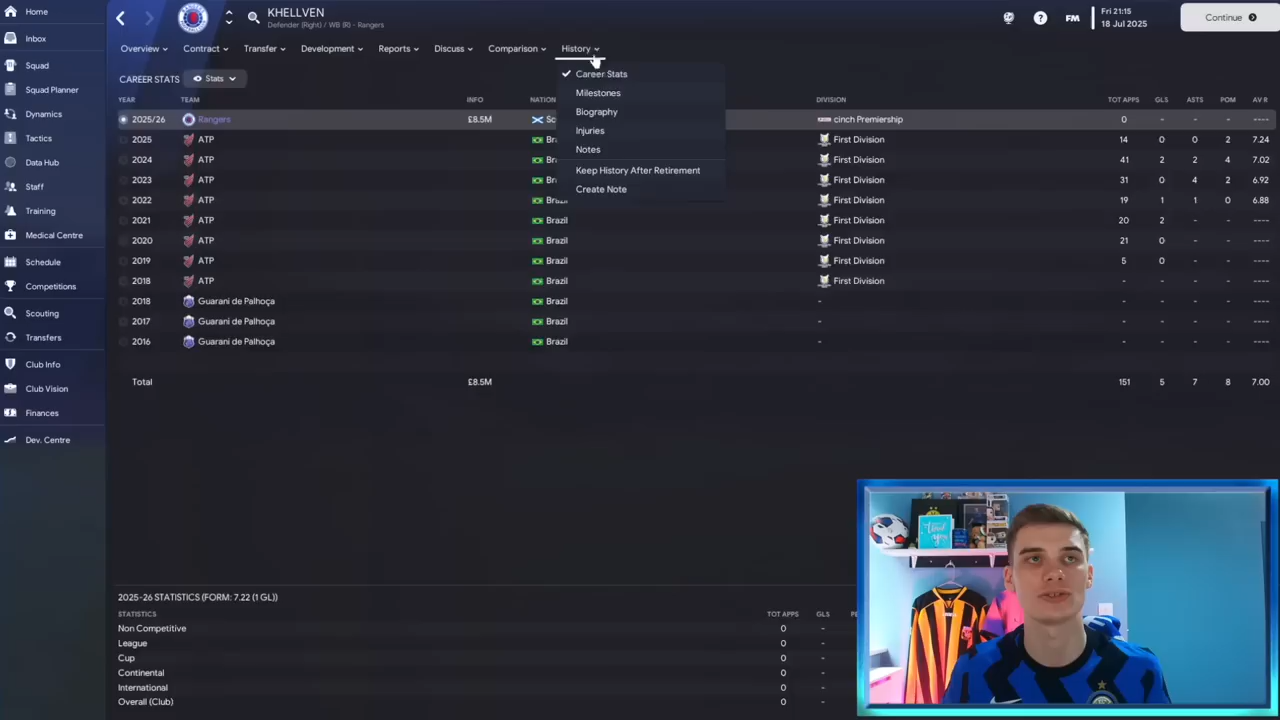 Home
Inbox
Squad
Squad Planner
Dynamics
Tactics
Data Hub
Staff
Training
Medical Centre
Schedule
Competitions
Scouting
Transfers
Club Info
Club Vision
Finances
Dev. Centre
KHELLVEN
Defender (Right) / WB (R) - Rangers
FM
Fri 21:15
18 Jul 2025
Continue
Overview Contract Transfer Development Reports Discuss Comparison History
CAREER STATS Stats
Career Stats
Milestones
Biography
Injuries
Notes
Keep History After Retirement
Create Note
YEAR TEAM INFO NATION DIVISION TOT APPS GLS ASTS POM AV R
2025/26 Rangers £8.5M Sc cinch Premiership 0 - - - ----
2025 ATP Br First Division 14 0 0 2 7.24
2024 ATP Br First Division 41 2 2 4 7.02
2023 ATP Br First Division 31 0 4 2 6.92
2022 ATP Br First Division 19 1 1 0 6.88
2021 ATP Brazil First Division 20 2 - - ----
2020 ATP Brazil First Division 21 0 - - ----
2019 ATP Brazil First Division 5 0 - - ----
2018 ATP Brazil First Division - - - - ----
2018 Guarani de Palhoça Brazil - - - - - ----
2017 Guarani de Palhoça Brazil - - - - - ----
2016 Guarani de Palhoça Brazil - - - - - ----
Total £8.5M 151 5 7 8 7.00
2025-26 STATISTICS (FORM: 7.22 (1 GL))
STATISTICS TOT APPS GLS
Non Competitive 0 -
League 0 -
Cup 0 -
Continental 0 -
International 0 -
Overall (Club) 0 -
thank you